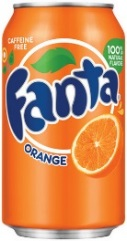 CAFFEINE
FREE
100%
NATURAL
FLAVORS
Fanta
ORANGE